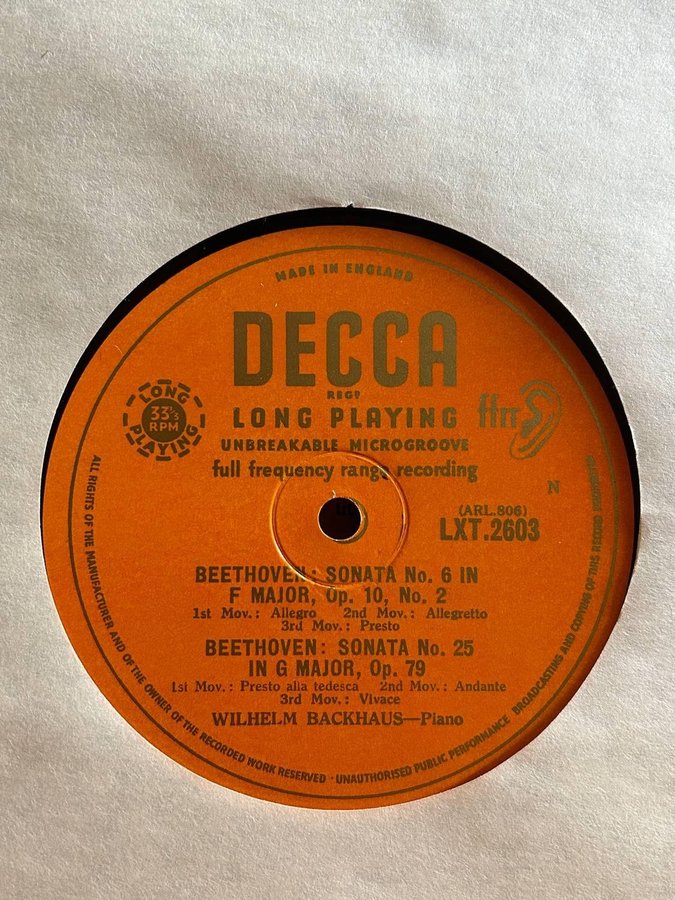 MADE IN ENGLAND
DECCA
REGD
LONG PLAYING
ffrr
UNBREAKABLE MICROGROOVE
full frequency range recording
LONG
33⅓
RPM
PLAYING
N
(ARL.806)
LXT.2603
BEETHOVEN: SONATA No. 6 IN
F MAJOR, Op. 10, No. 2
1st Mov.: Allegro 2nd Mov.: Allegretto
3rd Mov.: Presto
BEETHOVEN: SONATA No. 25
IN G MAJOR, Op. 79
1st Mov.: Presto alla tedesca 2nd Mov.: Andante
3rd Mov.: Vivace
WILHELM BACKHAUS—Piano
ALL RIGHTS OF THE MANUFACTURER AND OF THE OWNER OF THE RECORDED WORK RESERVED · UNAUTHORISED PUBLIC PERFORMANCE BROADCASTING AND COPYING OF THIS RECORD PROHIBITED